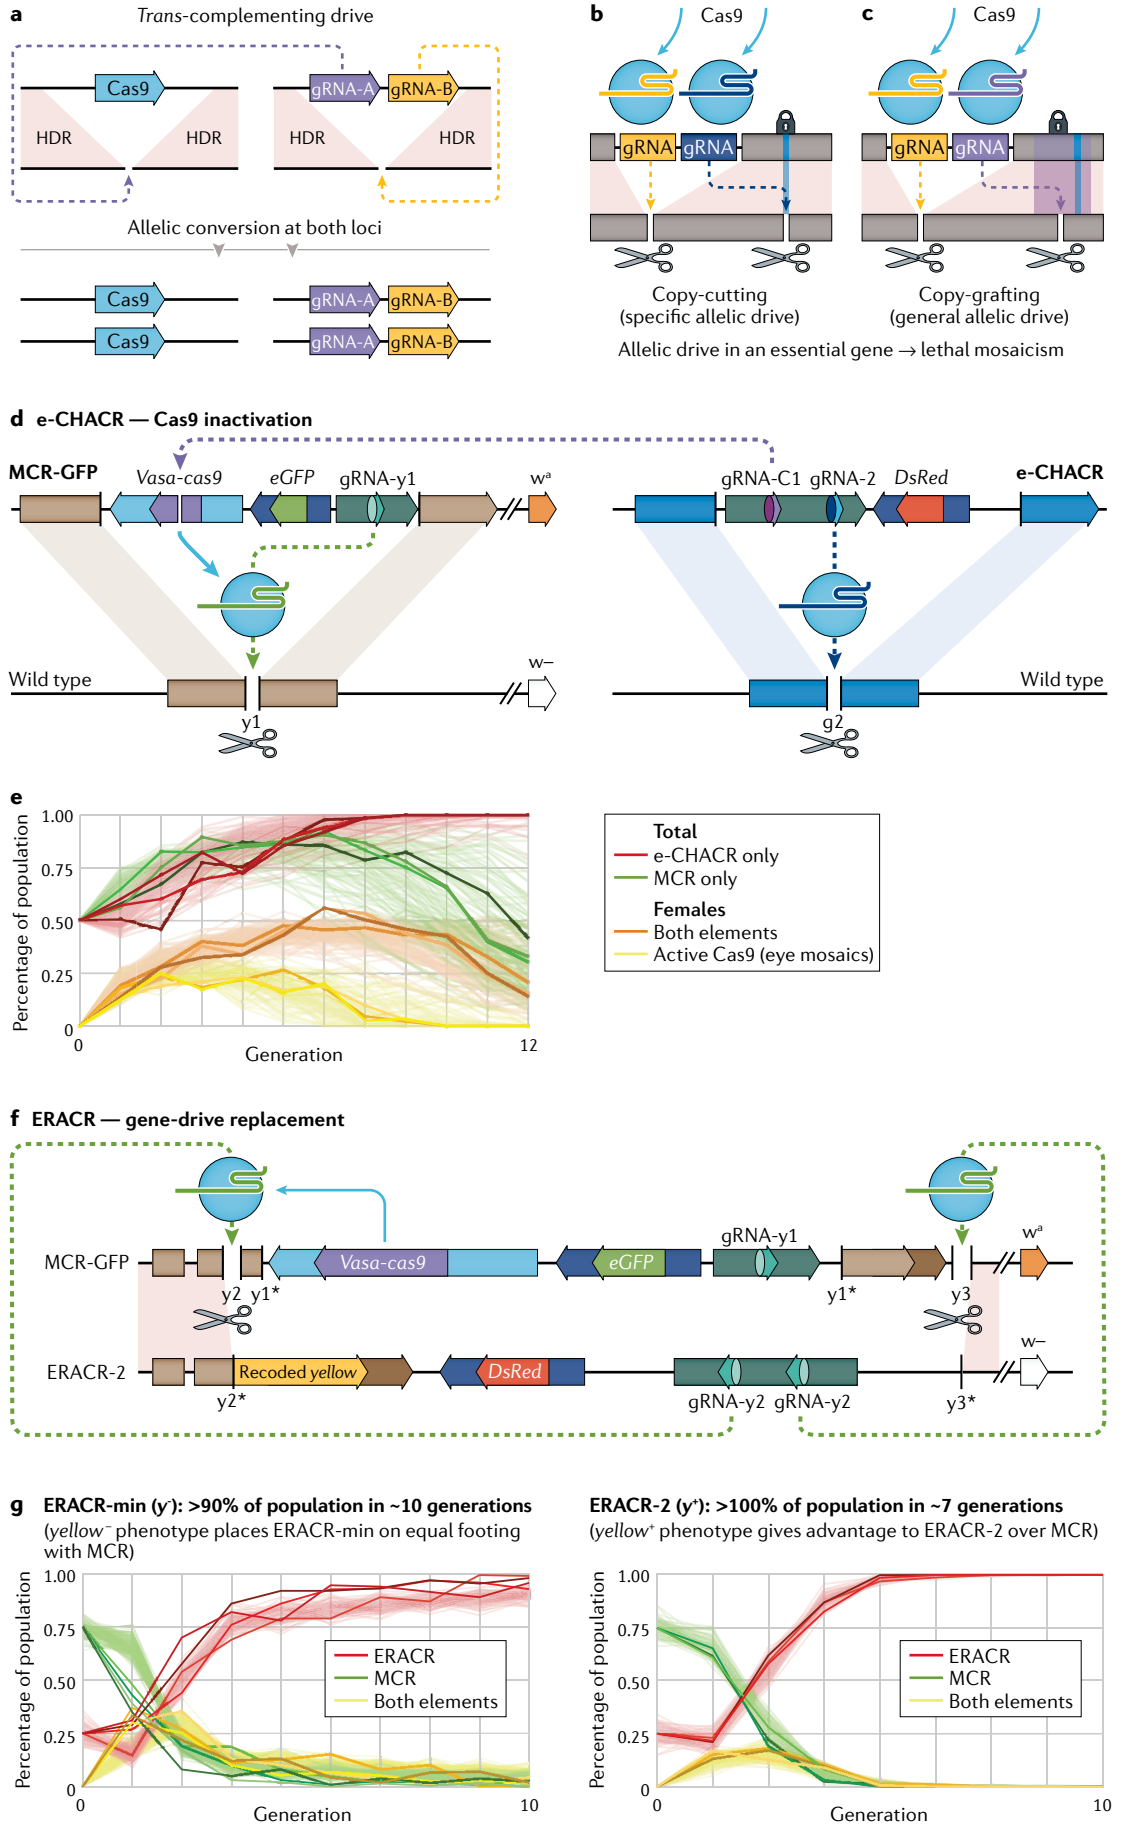 a
Trans-complementing drive
Cas9
gRNA-A
gRNA-B
HDR
HDR
HDR
HDR
Allelic conversion at both loci
Cas9
gRNA-A
gRNA-B
Cas9
gRNA-A
gRNA-B
b
Cas9
gRNA
gRNA
Copy-cutting
(specific allelic drive)
c
Cas9
gRNA
gRNA
Copy-grafting
(general allelic drive)
Allelic drive in an essential gene → lethal mosaicism
d e-CHACR — Cas9 inactivation
MCR-GFP
Vasa-cas9
eGFP
gRNA-y1
wᵃ
gRNA-C1
gRNA-2
DsRed
e-CHACR
Wild type
w–
Wild type
y1
g2
e
Percentage of population
1.00
0.75
0.50
0.25
0
0
12
Generation
Total
e-CHACR only
MCR only
Females
Both elements
Active Cas9 (eye mosaics)
f ERACR — gene-drive replacement
gRNA-y1
MCR-GFP
Vasa-cas9
eGFP
wᵃ
y2
y1*
y1*
y3
ERACR-2
Recoded yellow
DsRed
w–
y2*
gRNA-y2
gRNA-y2
y3*
g
ERACR-min (y⁻): >90% of population in ~10 generations
(yellow⁻ phenotype places ERACR-min on equal footing
with MCR)
Percentage of population
1.00
0.75
0.50
0.25
0
ERACR
MCR
Both elements
0
10
Generation
ERACR-2 (y⁺): >100% of population in ~7 generations
(yellow⁺ phenotype gives advantage to ERACR-2 over MCR)
Percentage of population
1.00
0.75
0.50
0.25
0
ERACR
MCR
Both elements
0
10
Generation